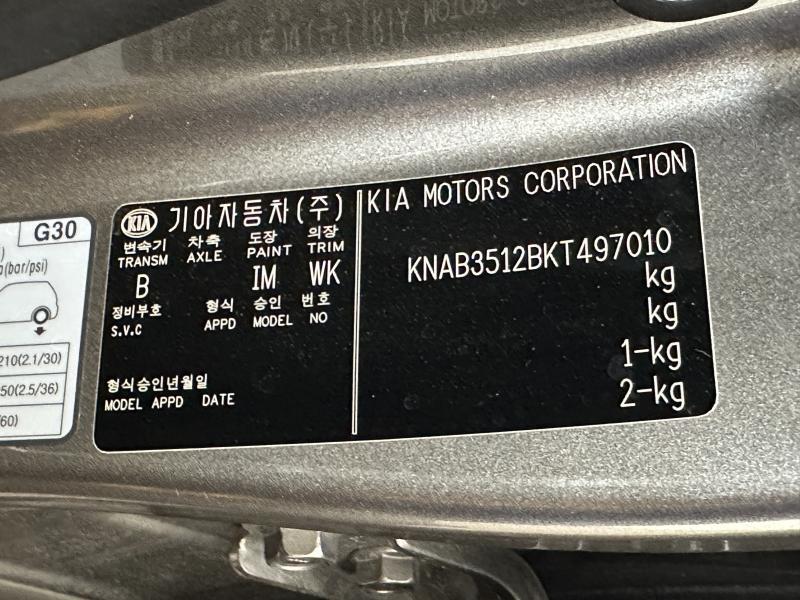 G30
(bar/psi)
210(2.1/30)
50(2.5/36)
/60)
KIA 기아자동차(주)
변속기 차축 도장 의장
TRANSM AXLE PAINT TRIM
B IM WK
정비부호 형식 승인 번호
S.V.C APPD MODEL NO
형식승인년월일
MODEL APPD DATE
KIA MOTORS CORPORATION
KNAB3512BKT497010
kg
kg
1-kg
2-kg